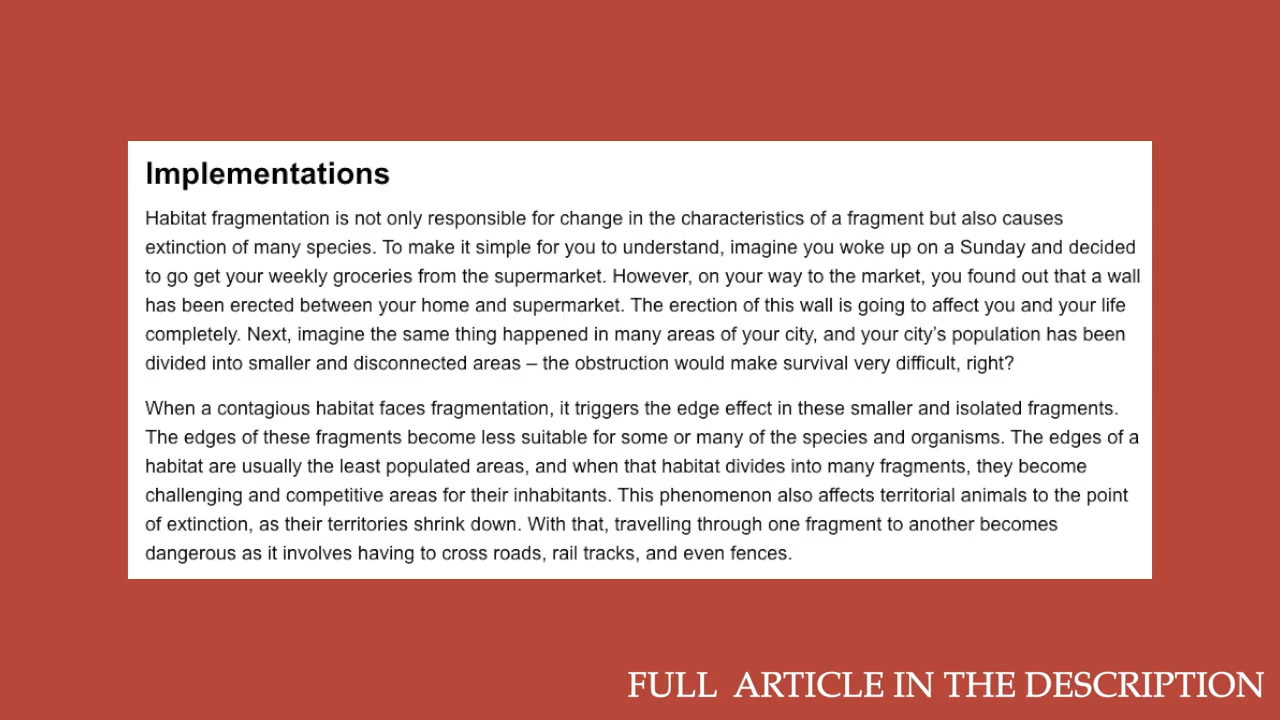 Implementations
Habitat fragmentation is not only responsible for change in the characteristics of a fragment but also causes
extinction of many species. To make it simple for you to understand, imagine you woke up on a Sunday and decided
to go get your weekly groceries from the supermarket. However, on your way to the market, you found out that a wall
has been erected between your home and supermarket. The erection of this wall is going to affect you and your life
completely. Next, imagine the same thing happened in many areas of your city, and your city’s population has been
divided into smaller and disconnected areas – the obstruction would make survival very difficult, right?
When a contagious habitat faces fragmentation, it triggers the edge effect in these smaller and isolated fragments.
The edges of these fragments become less suitable for some or many of the species and organisms. The edges of a
habitat are usually the least populated areas, and when that habitat divides into many fragments, they become
challenging and competitive areas for their inhabitants. This phenomenon also affects territorial animals to the point
of extinction, as their territories shrink down. With that, travelling through one fragment to another becomes
dangerous as it involves having to cross roads, rail tracks, and even fences.
FULL ARTICLE IN THE DESCRIPTION